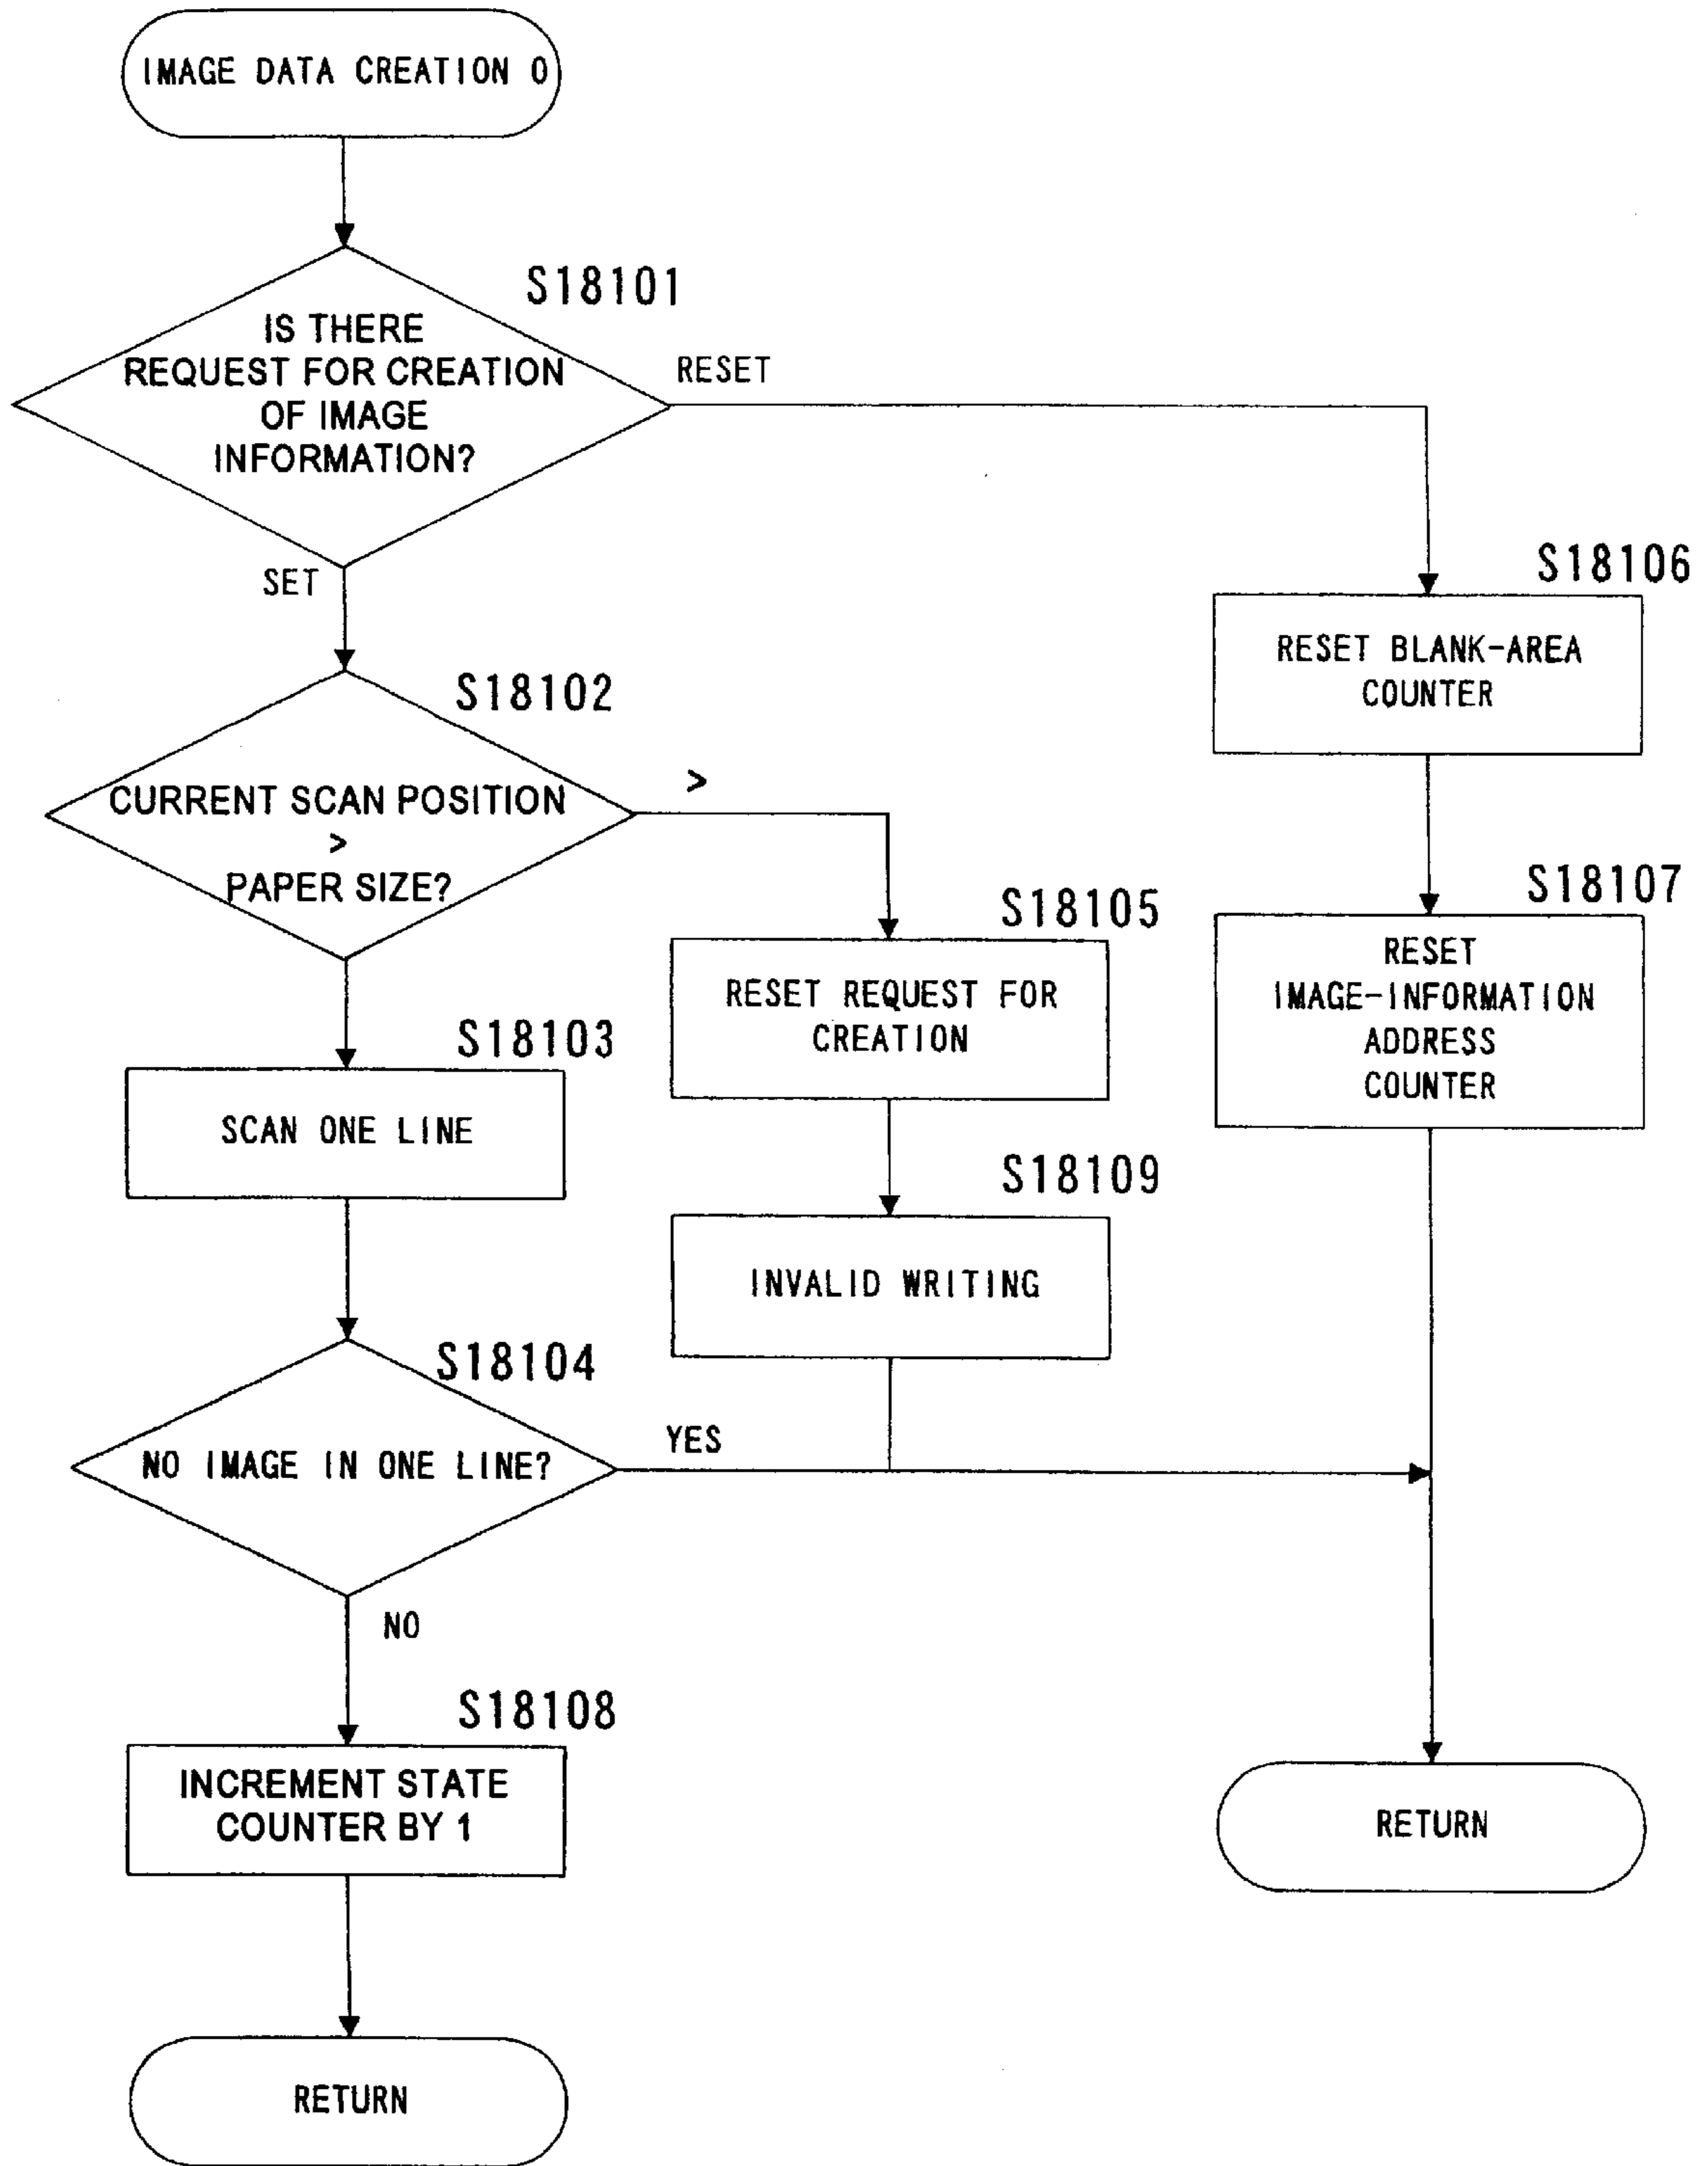 IMAGE DATA CREATION 0
S18101
IS THERE
REQUEST FOR CREATION
OF IMAGE
INFORMATION?
RESET
SET
S18106
RESET BLANK-AREA
COUNTER
S18102
CURRENT SCAN POSITION
>
PAPER SIZE?
>
S18105
RESET REQUEST FOR
CREATION
S18107
RESET
IMAGE-INFORMATION
ADDRESS
COUNTER
S18103
SCAN ONE LINE
S18109
INVALID WRITING
S18104
NO IMAGE IN ONE LINE?
YES
NO
S18108
INCREMENT STATE
COUNTER BY 1
RETURN
RETURN